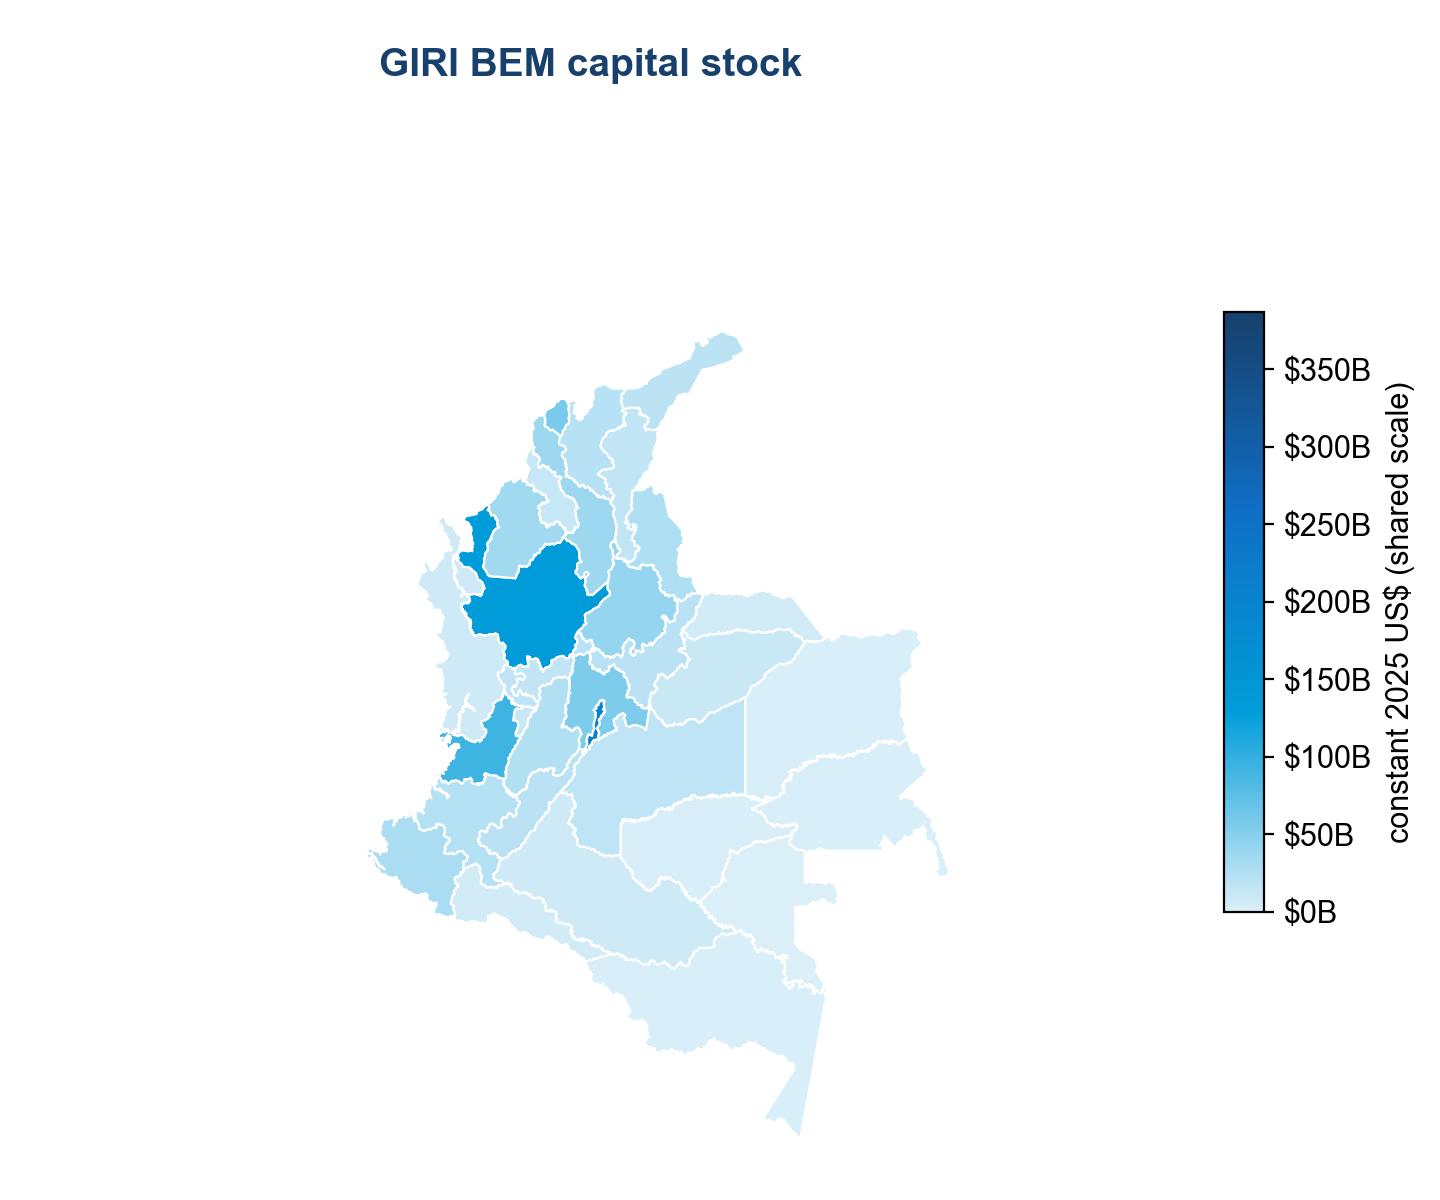 GIRI BEM capital stock
$350B
$300B
$250B
$200B
$150B
$100B
$50B
$0B
constant 2025 US$ (shared scale)